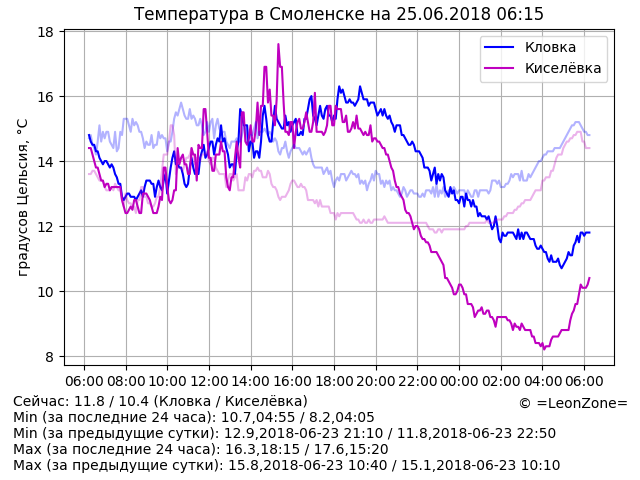 Температура в Смоленске на 25.06.2018 06:15
градусов Цельсия, °C
18
16
14
12
10
8
Кловка
Киселёвка
06:00 08:00 10:00 12:00 14:00 16:00 18:00 20:00 22:00 00:00 02:00 04:00 06:00
Сейчас: 11.8 / 10.4 (Кловка / Киселёвка)
© =LeonZone=
Min (за последние 24 часа): 10.7,04:55 / 8.2,04:05
Min (за предыдущие сутки): 12.9,2018-06-23 21:10 / 11.8,2018-06-23 22:50
Max (за последние 24 часа): 16.3,18:15 / 17.6,15:20
Max (за предыдущие сутки): 15.8,2018-06-23 10:40 / 15.1,2018-06-23 10:10